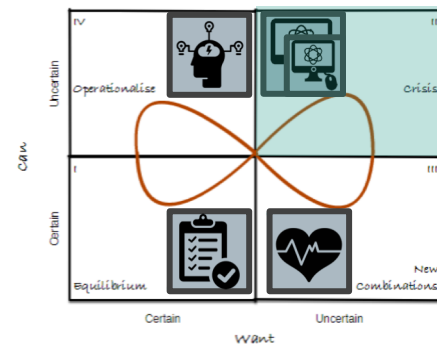 IV
II
Operationalise
Crisis
Uncertain
Can
I
III
Certain
Equilibrium
New
Combinations
Certain
Uncertain
Want